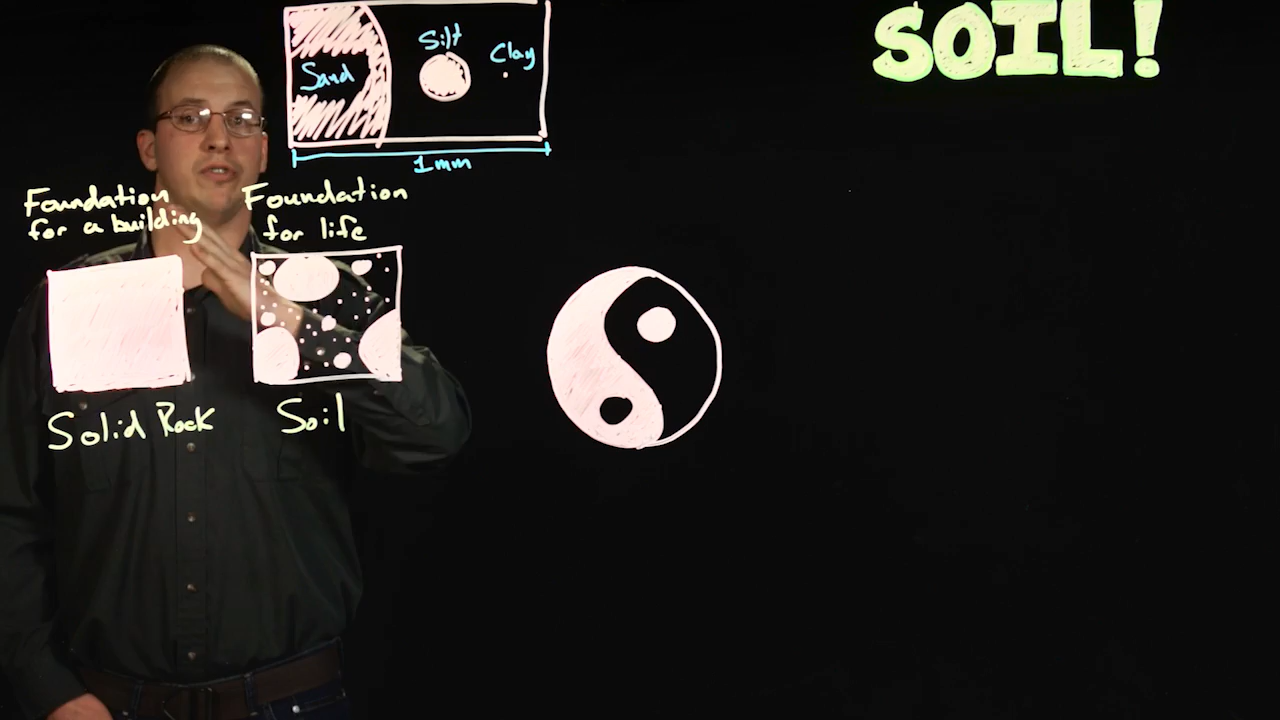 SOIL!
Silt
Clay
Sand
1mm
Foundation
for a building
Foundation
for life
Solid Rock
Soil